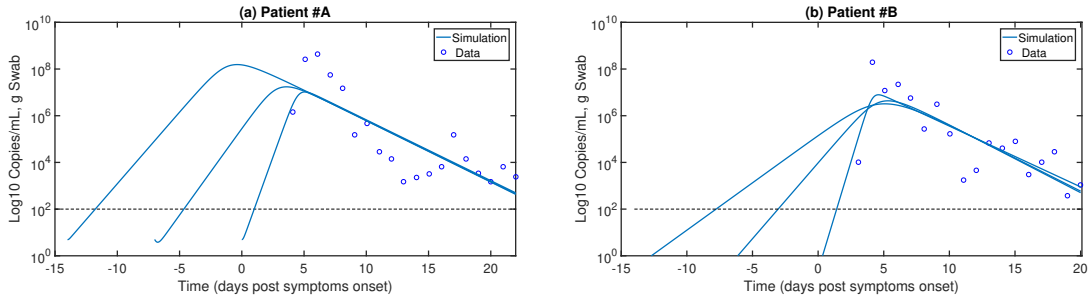 (a) Patient #A
10^10
10^8
10^6
10^4
10^2
10^0
Log10 Copies/mL, g Swab
-15 -10 -5 0 5 10 15 20
Time (days post symptoms onset)
Simulation
Data
(b) Patient #B
10^10
10^8
10^6
10^4
10^2
10^0
Log10 Copies/mL, g Swab
-15 -10 -5 0 5 10 15 20
Time (days post symptoms onset)
Simulation
Data